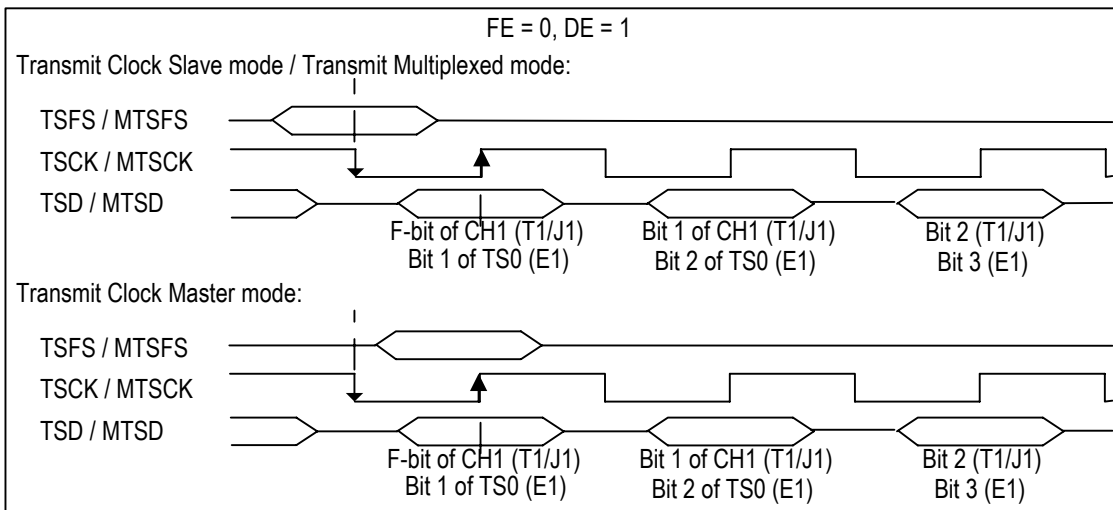 FE = 0, DE = 1
Transmit Clock Slave mode / Transmit Multiplexed mode:
TSFS / MTSFS
TSCK / MTSCK
TSD / MTSD
F-bit of CH1 (T1/J1)
Bit 1 of TS0 (E1)
Bit 1 of CH1 (T1/J1)
Bit 2 of TS0 (E1)
Bit 2 (T1/J1)
Bit 3 (E1)
Transmit Clock Master mode:
TSFS / MTSFS
TSCK / MTSCK
TSD / MTSD
F-bit of CH1 (T1/J1)
Bit 1 of TS0 (E1)
Bit 1 of CH1 (T1/J1)
Bit 2 of TS0 (E1)
Bit 2 (T1/J1)
Bit 3 (E1)